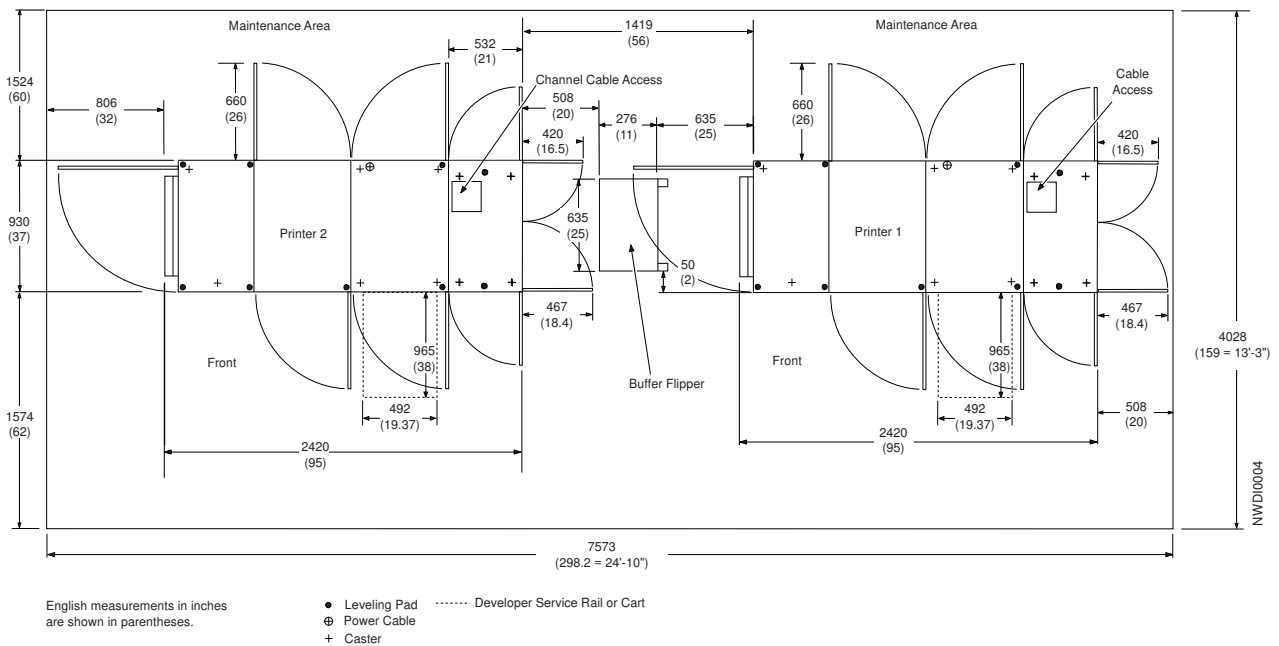 Maintenance Area
1419
(56)
Maintenance Area
532
(21)
Channel Cable Access
Cable
Access
1524
(60)
806
(32)
660
(26)
508
(20)
276
(11)
635
(25)
660
(26)
420
(16.5)
420
(16.5)
930
(37)
Printer 2
635
(25)
Printer 1
50
(2)
467
(18.4)
467
(18.4)
4028
(159 = 13'-3")
Front
965
(38)
Buffer Flipper
Front
965
(38)
1574
(62)
492
(19.37)
492
(19.37)
508
(20)
2420
(95)
2420
(95)
NWDI0004
7573
(298.2 = 24'-10")
English measurements in inches
are shown in parentheses.
Leveling Pad
Power Cable
Caster
Developer Service Rail or Cart